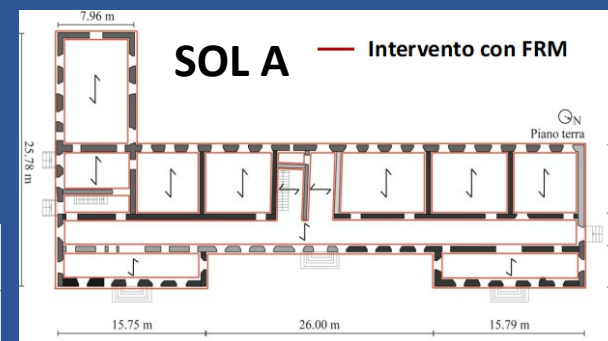 7.96 m
SOL A
Intervento con FRM
N
Piano terra
25.78 m
15.75 m
26.00 m
15.79 m